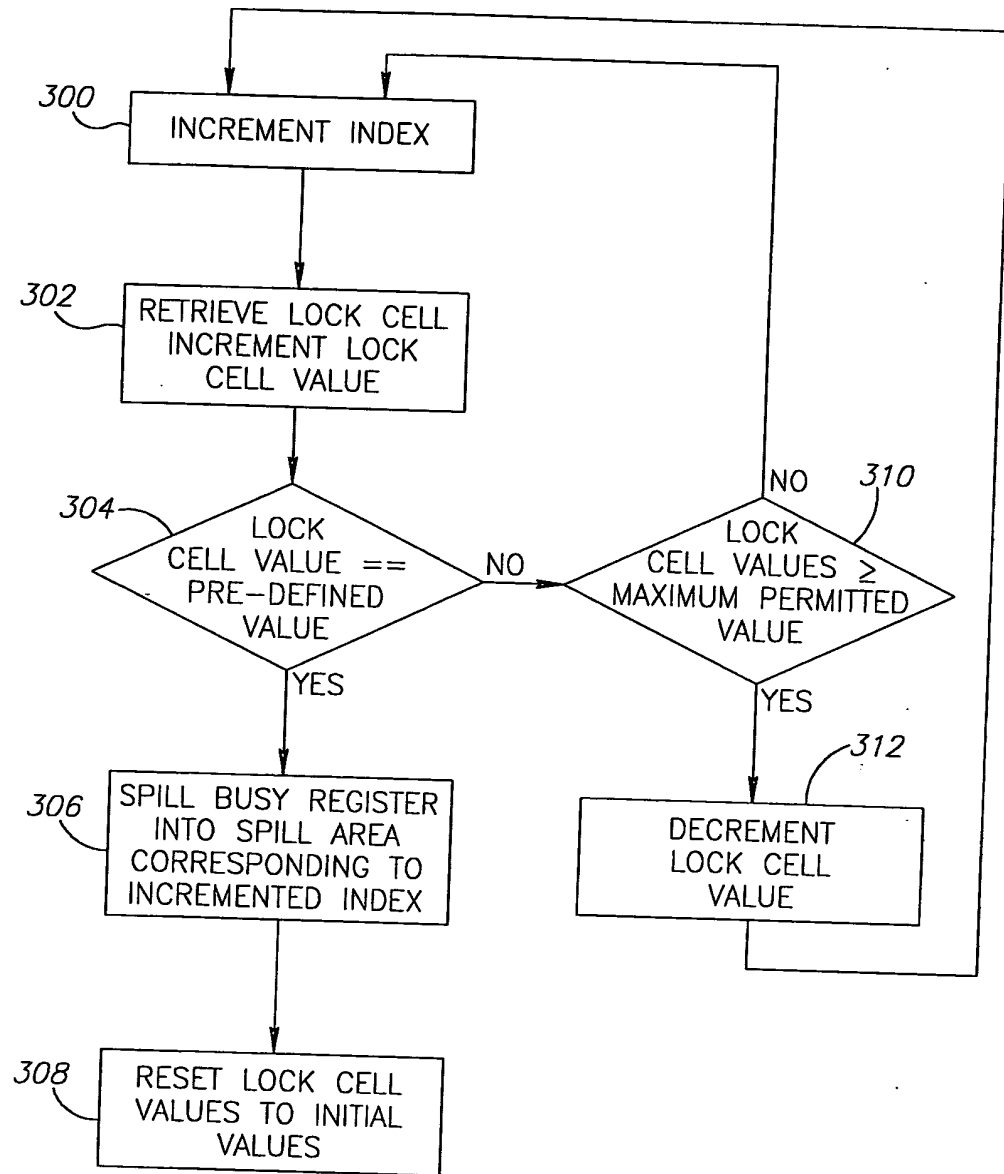 300
INCREMENT INDEX
302
RETRIEVE LOCK CELL
INCREMENT LOCK
CELL VALUE
304
LOCK
CELL VALUE ==
PRE-DEFINED
VALUE
NO
YES
310
NO
LOCK
CELL VALUES ≥
MAXIMUM PERMITTED
VALUE
YES
306
SPILL BUSY REGISTER
INTO SPILL AREA
CORRESPONDING TO
INCREMENTED INDEX
312
DECREMENT
LOCK CELL
VALUE
308
RESET LOCK CELL
VALUES TO INITIAL
VALUES